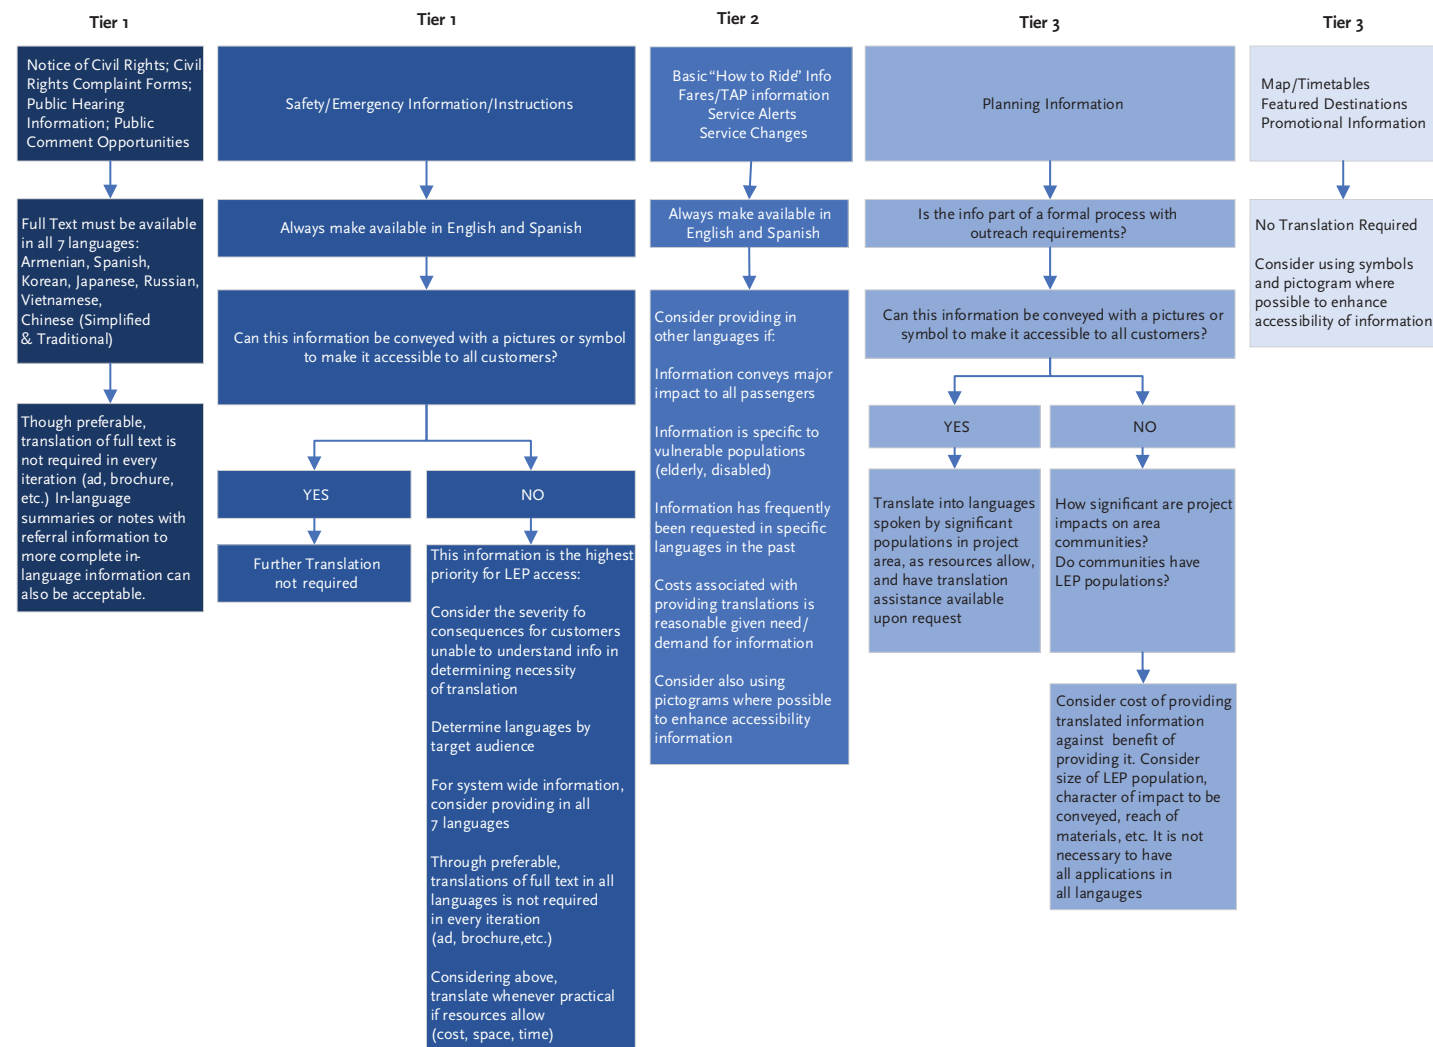 Tier 1
Notice of Civil Rights; Civil
Rights Complaint Forms;
Public Hearing
Information; Public
Comment Opportunities
Full Text must be available
in all 7 languages:
Armenian, Spanish,
Korean, Japanese, Russian,
Vietnamese,
Chinese (Simplified
& Traditional)
Though preferable,
translation of full text is
not required in every
iteration (ad, brochure,
etc.) In-language
summaries or notes with
referral information to
more complete in-
language information can
also be acceptable.
Tier 1
Safety/Emergency Information/Instructions
Always make available in English and Spanish
Can this information be conveyed with a pictures or symbol
to make it accessible to all customers?
YES
Further Translation
not required
NO
This information is the highest
priority for LEP access:
Consider the severity fo
consequences for customers
unable to understand info in
determining necessity
of translation
Determine languages by
target audience
For system wide information,
consider providing in all
7 languages
Through preferable,
translations of full text in all
languages is not required
in every iteration
(ad, brochure,etc.)
Considering above,
translate whenever practical
if resources allow
(cost, space, time)
Tier 2
Basic “How to Ride” Info
Fares/TAP information
Service Alerts
Service Changes
Always make available in
English and Spanish
Consider providing in
other languages if:
Information conveys major
impact to all passengers
Information is specific to
vulnerable populations
(elderly, disabled)
Information has frequently
been requested in specific
languages in the past
Costs associated with
providing translations is
reasonable given need/
demand for information
Consider also using
pictograms where possible
to enhance accessibility
information
Tier 3
Planning Information
Is the info part of a formal process with
outreach requirements?
Can this information be conveyed with a pictures or
symbol to make it accessible to all customers?
YES
Translate into languages
spoken by significant
populations in project
area, as resources allow,
and have translation
assistance available
upon request
NO
How significant are project
impacts on area
communities?
Do communities have
LEP populations?
Consider cost of providing
translated information
against benefit of
providing it. Consider
size of LEP population,
character of impact to be
conveyed, reach of
materials, etc. It is not
necessary to have
all applications in
all langauges
Tier 3
Map/Timetables
Featured Destinations
Promotional Information
No Translation Required
Consider using symbols
and pictogram where
possible to enhance
accessibility of information